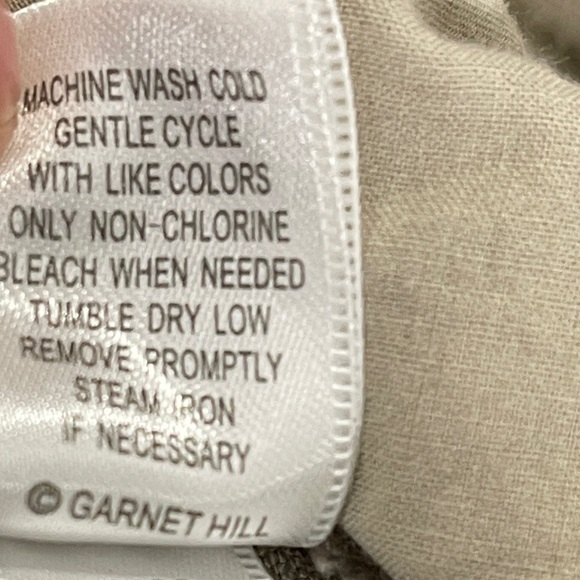 MACHINE WASH COLD
GENTLE CYCLE
WITH LIKE COLORS
ONLY NON-CHLORINE
BLEACH WHEN NEEDED
TUMBLE DRY LOW
REMOVE PROMPTLY
STEAM IRON
IF NECESSARY
© GARNET HILL